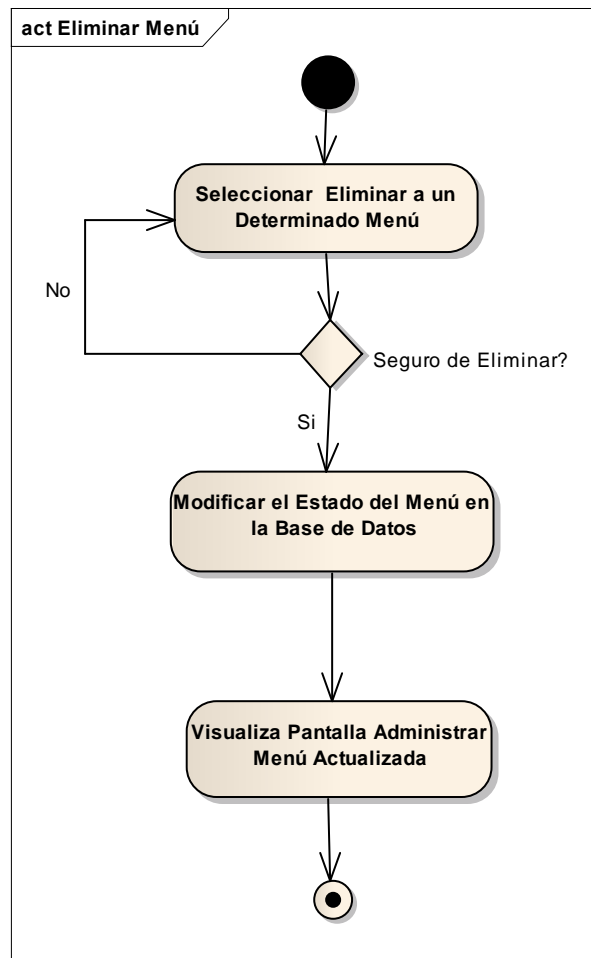 act Eliminar Menú
Seleccionar Eliminar a un
Determinado Menú
No
Seguro de Eliminar?
Si
Modificar el Estado del Menú en
la Base de Datos
Visualiza Pantalla Administrar
Menú Actualizada